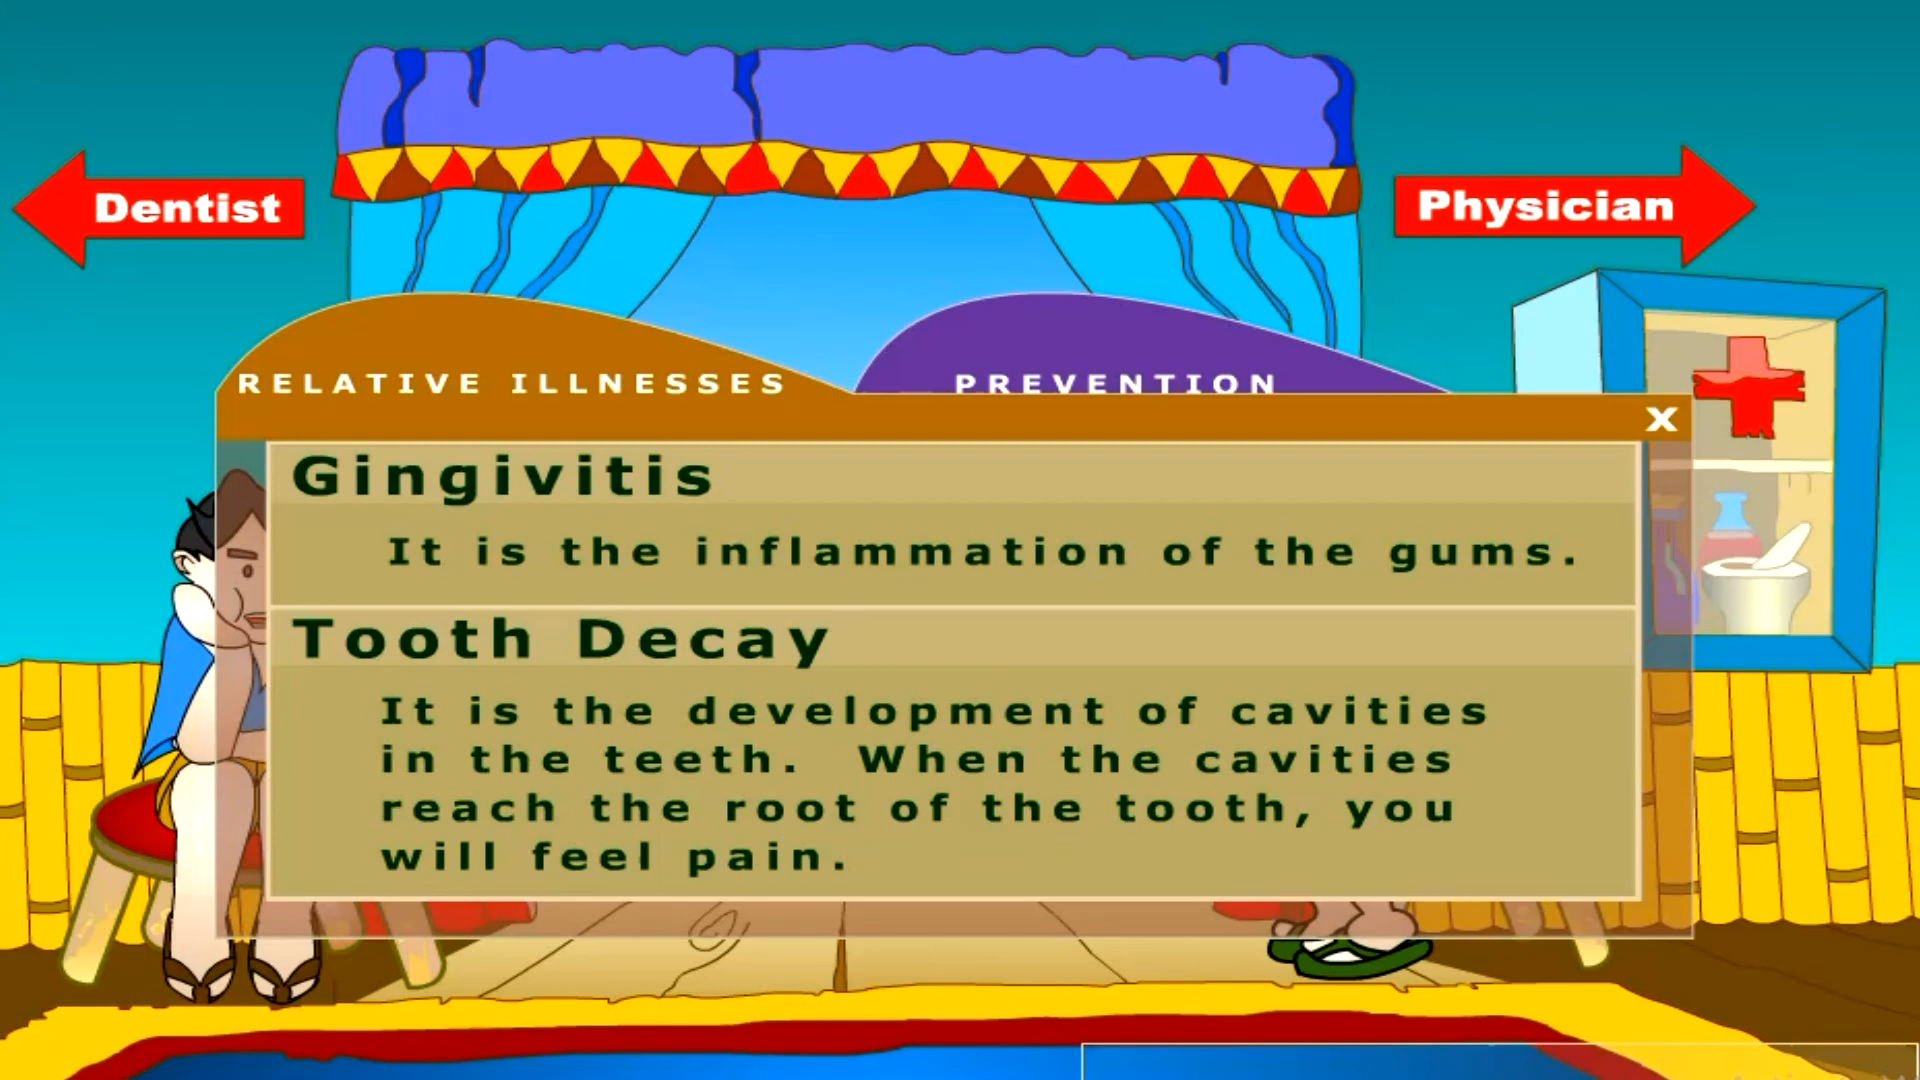 Dentist
Physician
RELATIVE ILLNESSES
PREVENTION
X
Gingivitis
It is the inflammation of the gums.
Tooth Decay
It is the development of cavities
in the teeth. When the cavities
reach the root of the tooth, you
will feel pain.